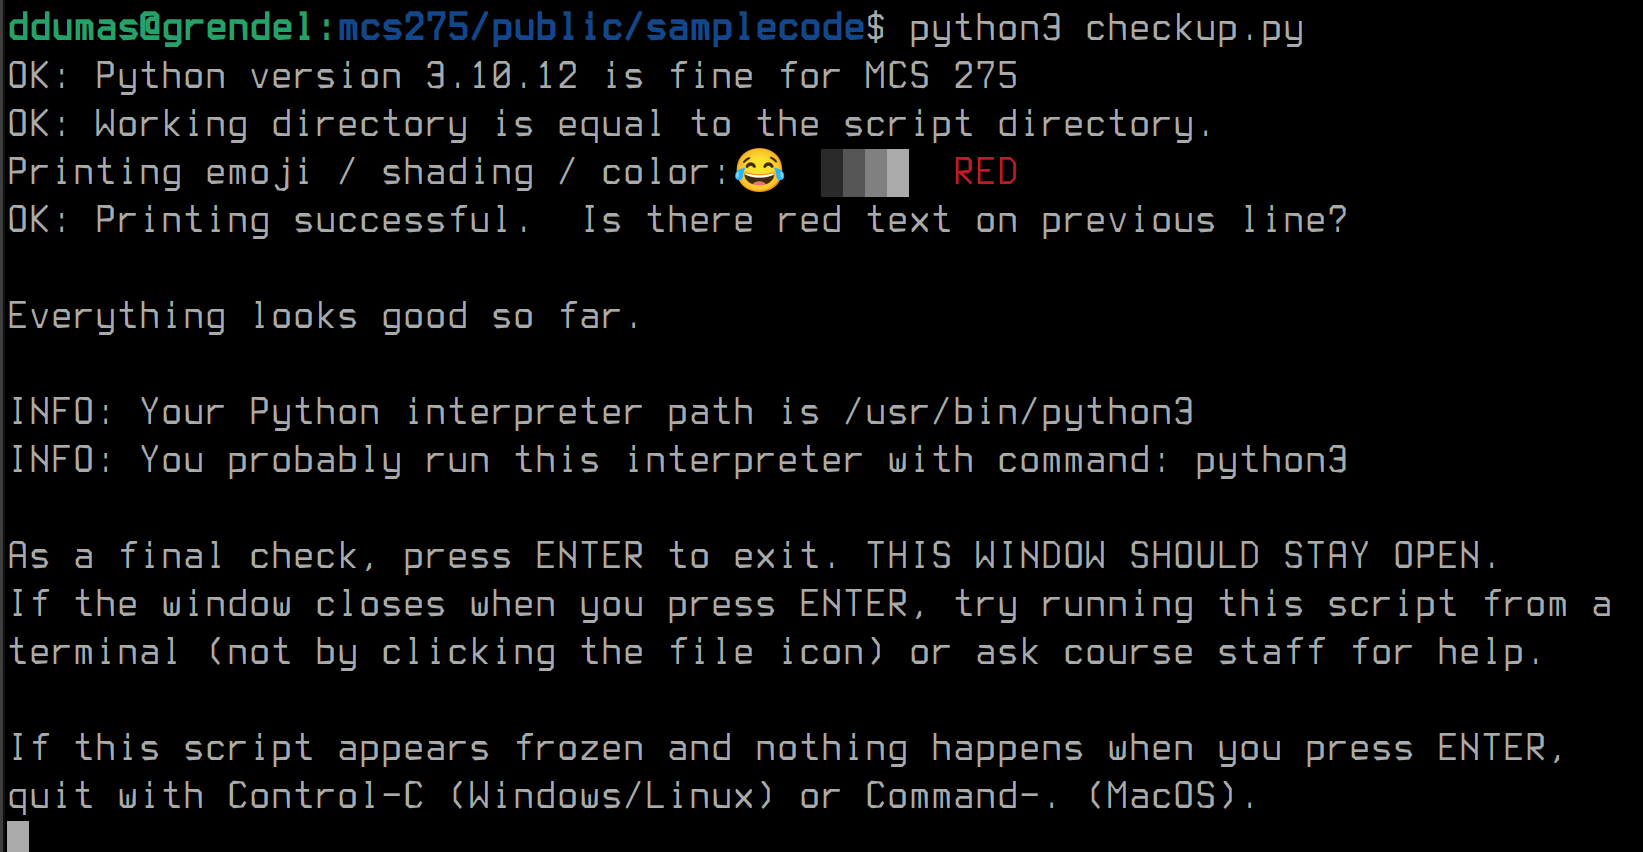 ddumas@grendel:mcs275/public/samplecode$ python3 checkup.py
OK: Python version 3.10.12 is fine for MCS 275
OK: Working directory is equal to the script directory.
Printing emoji / shading / color:😂 ░▒▓█ RED
OK: Printing successful.  Is there red text on previous line?
Everything looks good so far.
INFO: Your Python interpreter path is /usr/bin/python3
INFO: You probably run this interpreter with command: python3
As a final check, press ENTER to exit. THIS WINDOW SHOULD STAY OPEN.
If the window closes when you press ENTER, try running this script from a
terminal (not by clicking the file icon) or ask course staff for help.
If this script appears frozen and nothing happens when you press ENTER,
quit with Control-C (Windows/Linux) or Command-. (MacOS).